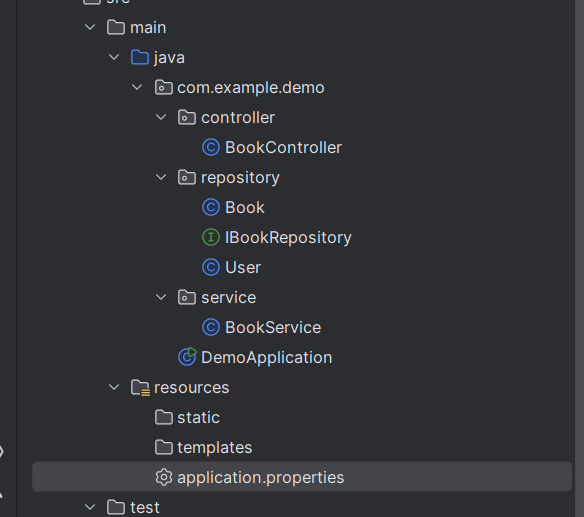 main
java
com.example.demo
controller
BookController
repository
Book
IBookRepository
User
service
BookService
DemoApplication
resources
static
templates
application.properties
test